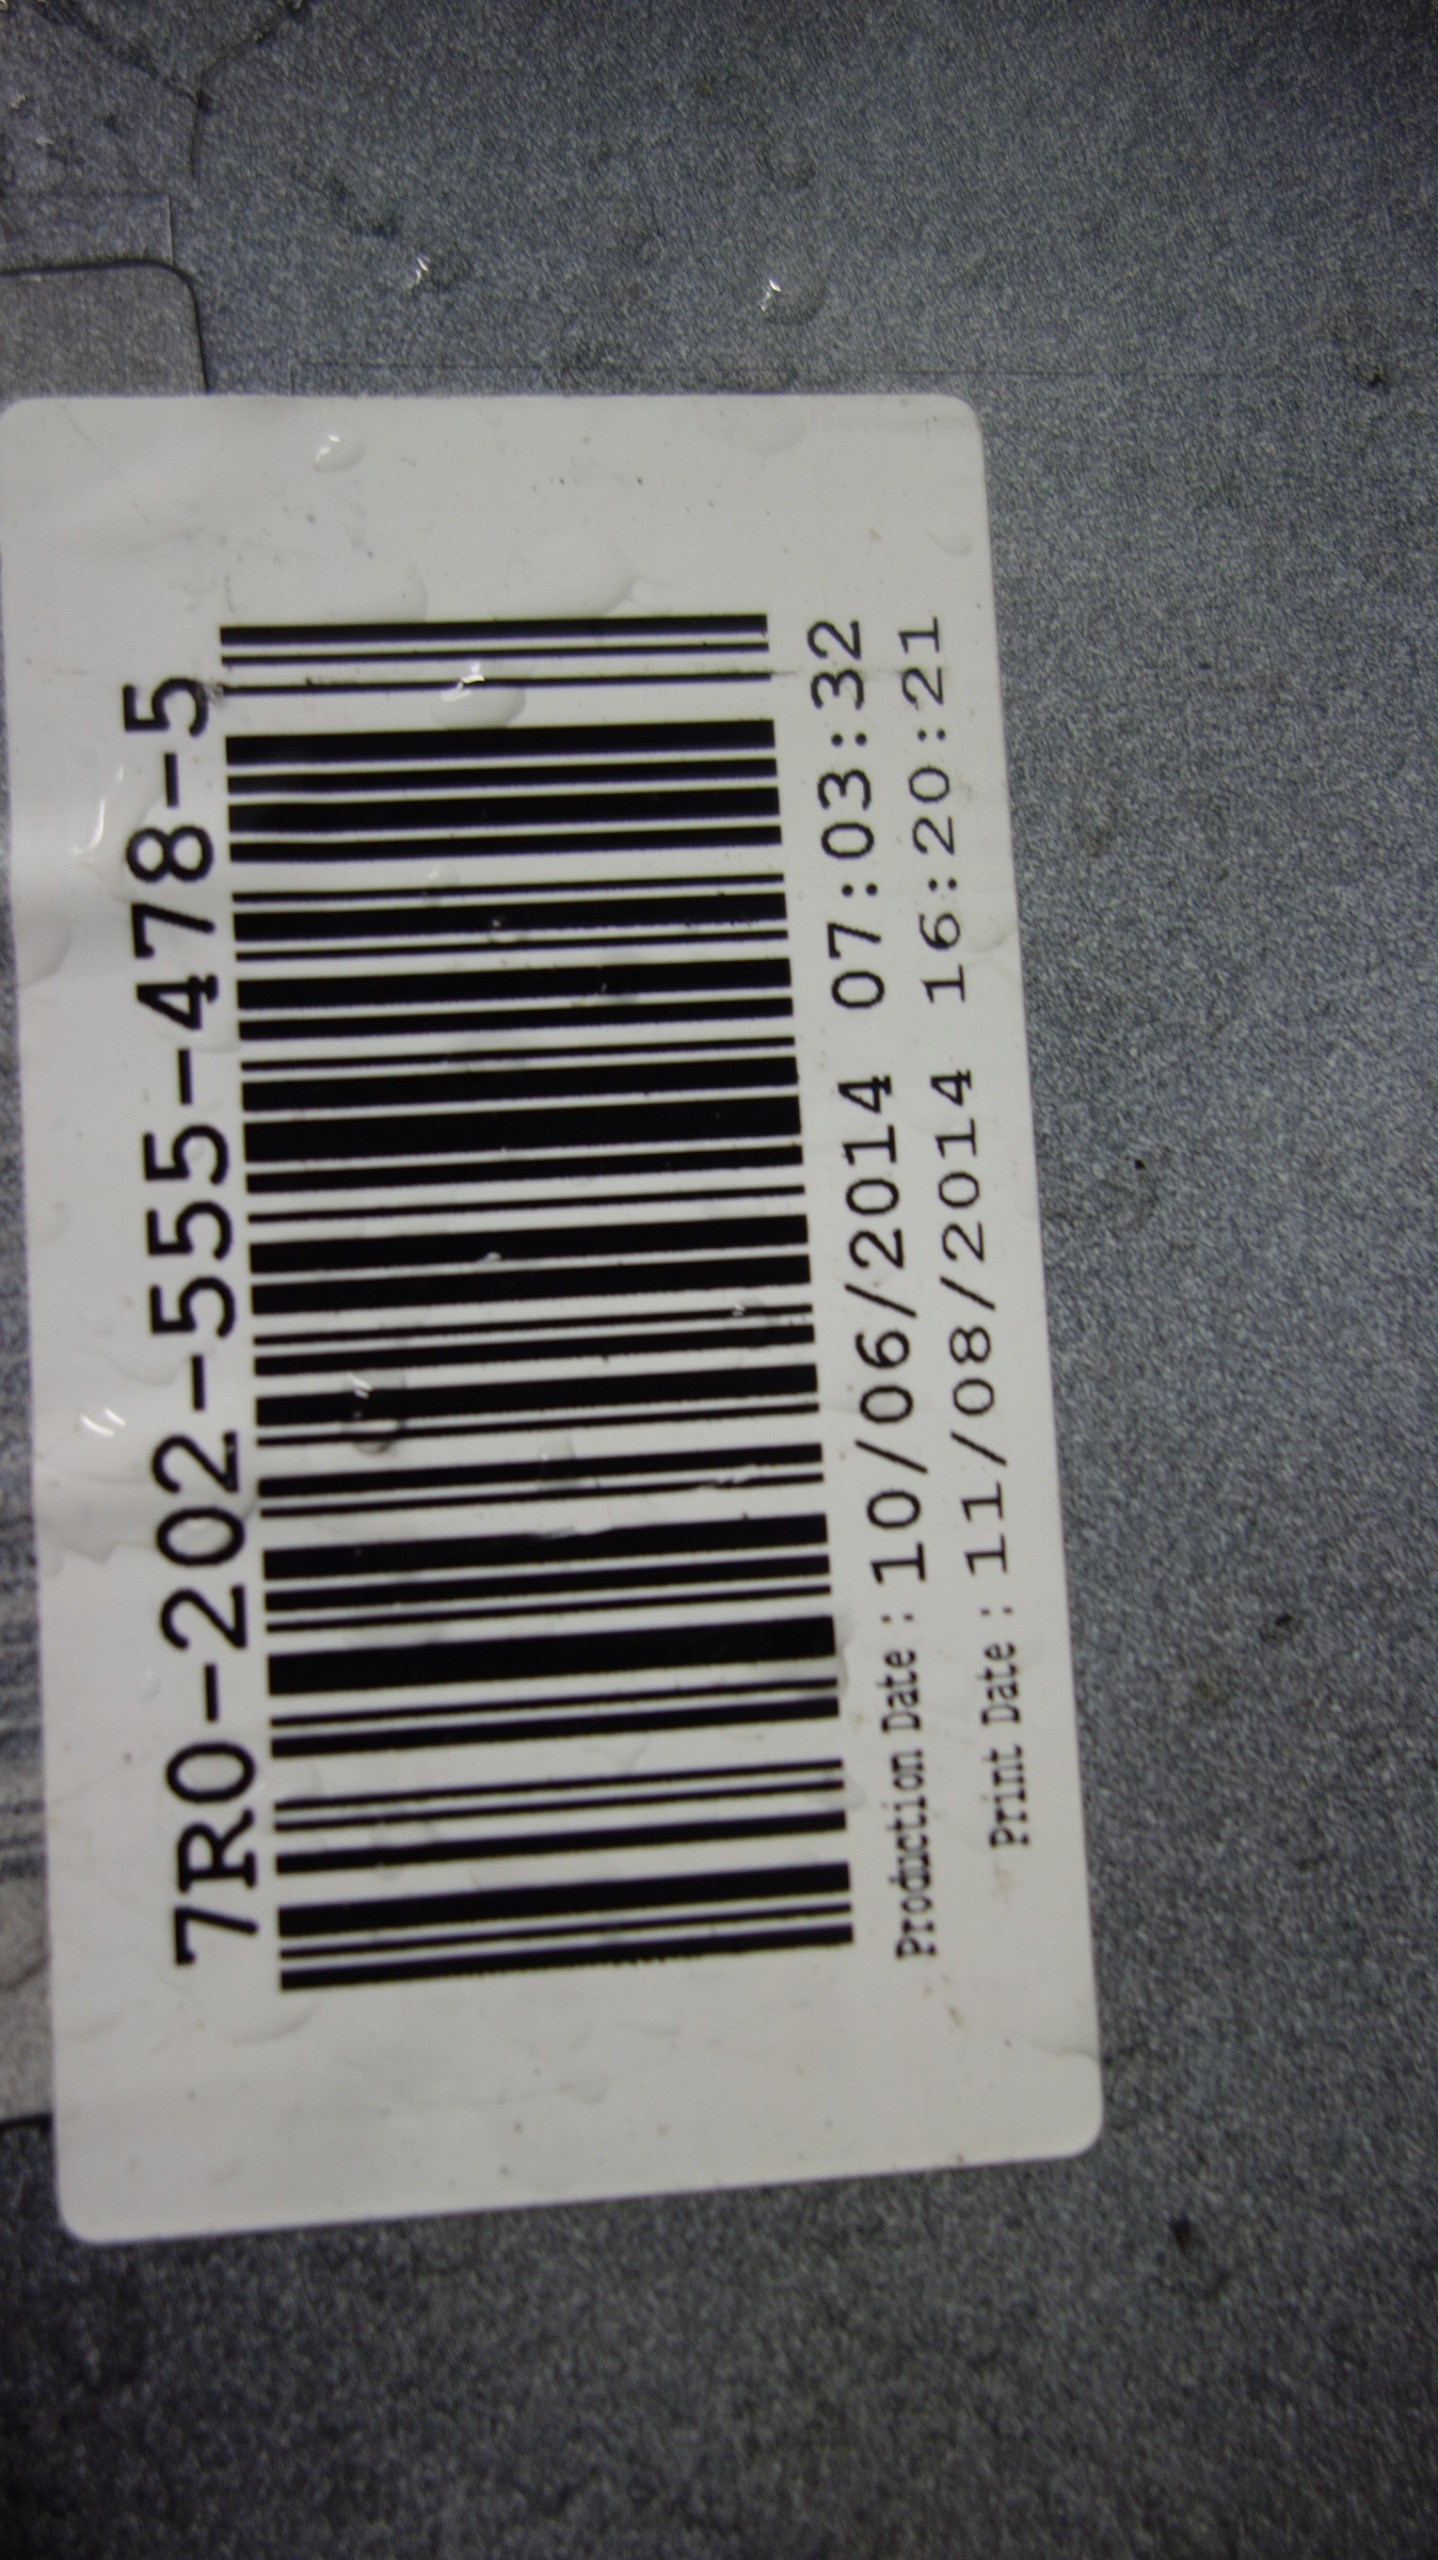 7R0-202-555-478-5
Production Date: 10/06/2014 07:03:32
Print Date: 11/08/2014 16:20:21